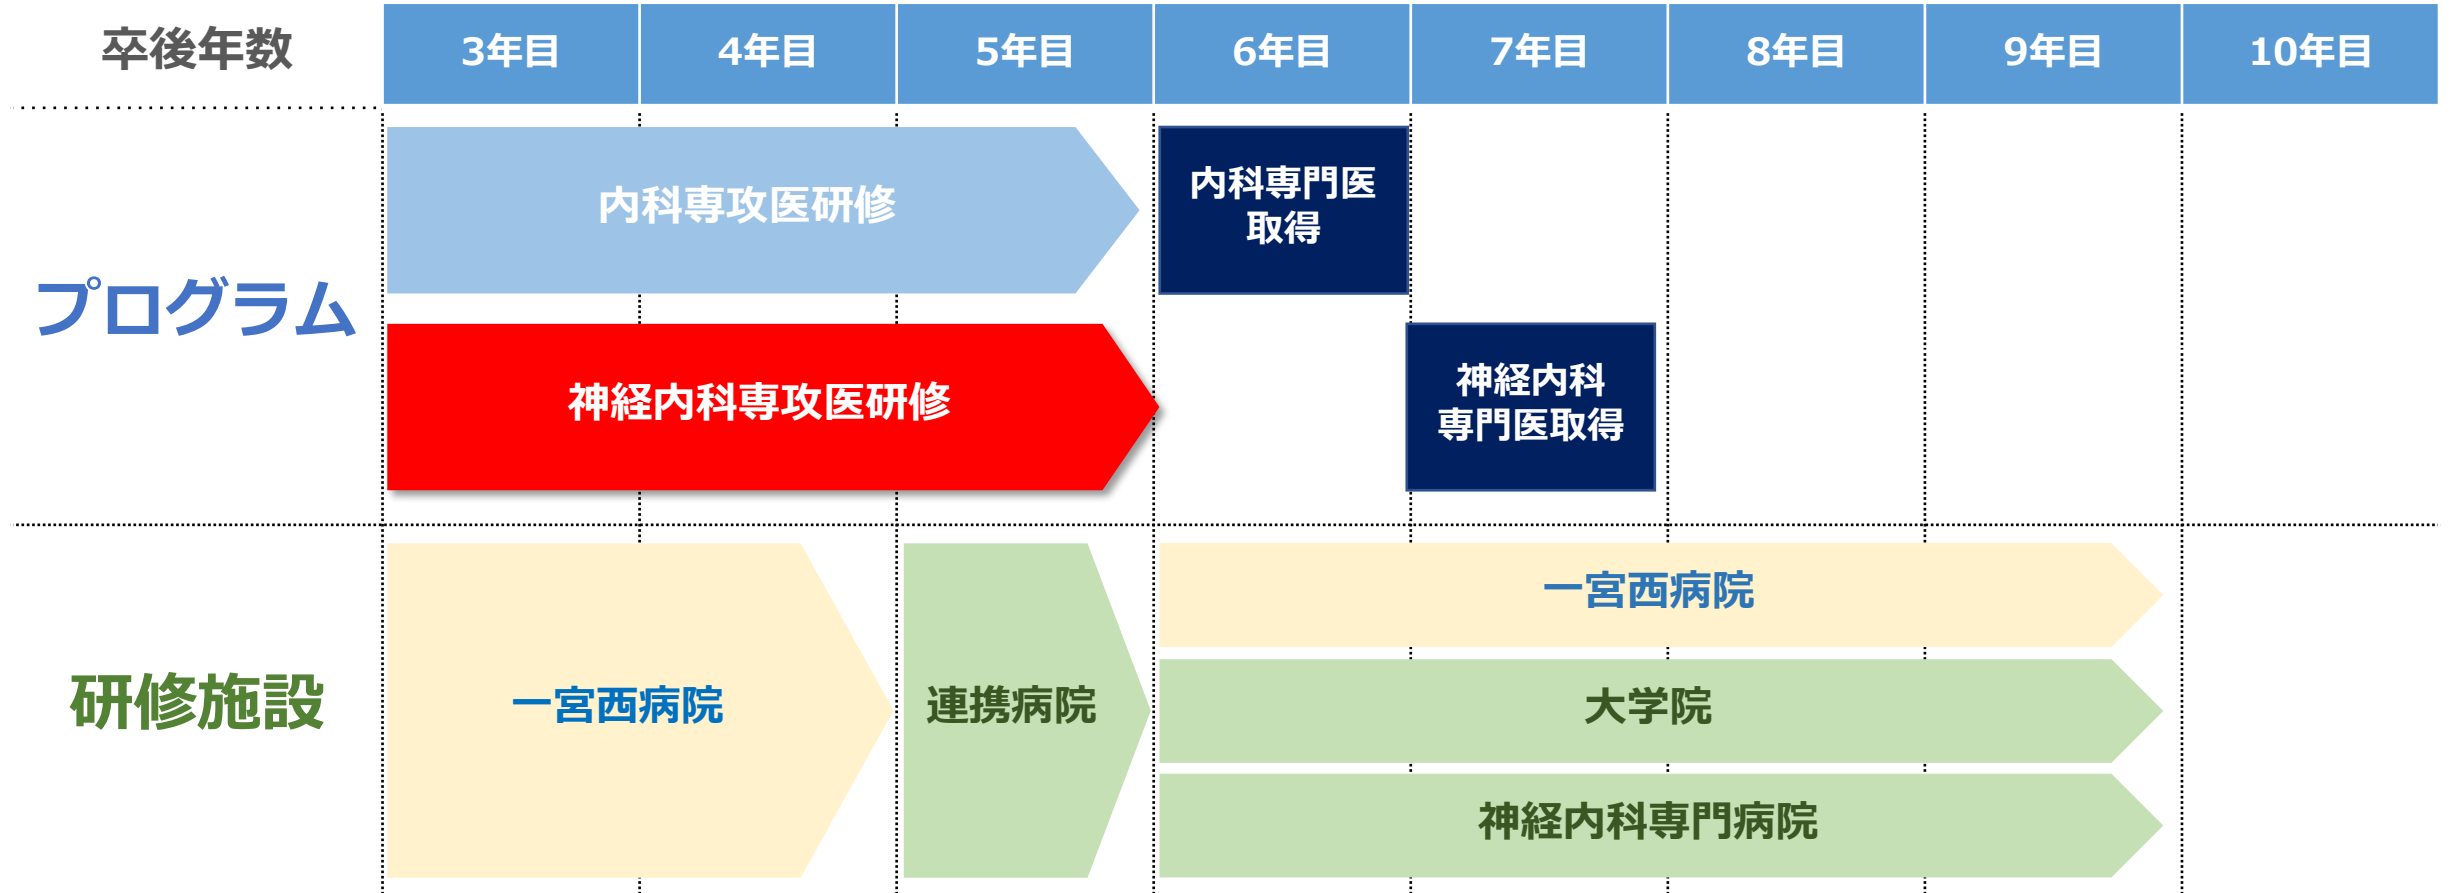 卒後年数
3年目
4年目
5年目
6年目
7年目
8年目
9年目
10年目
プログラム
内科専攻医研修
内科専門医
取得
神経内科専攻医研修
神経内科
専門医取得
研修施設
一宮西病院
連携病院
一宮西病院
大学院
神経内科専門病院